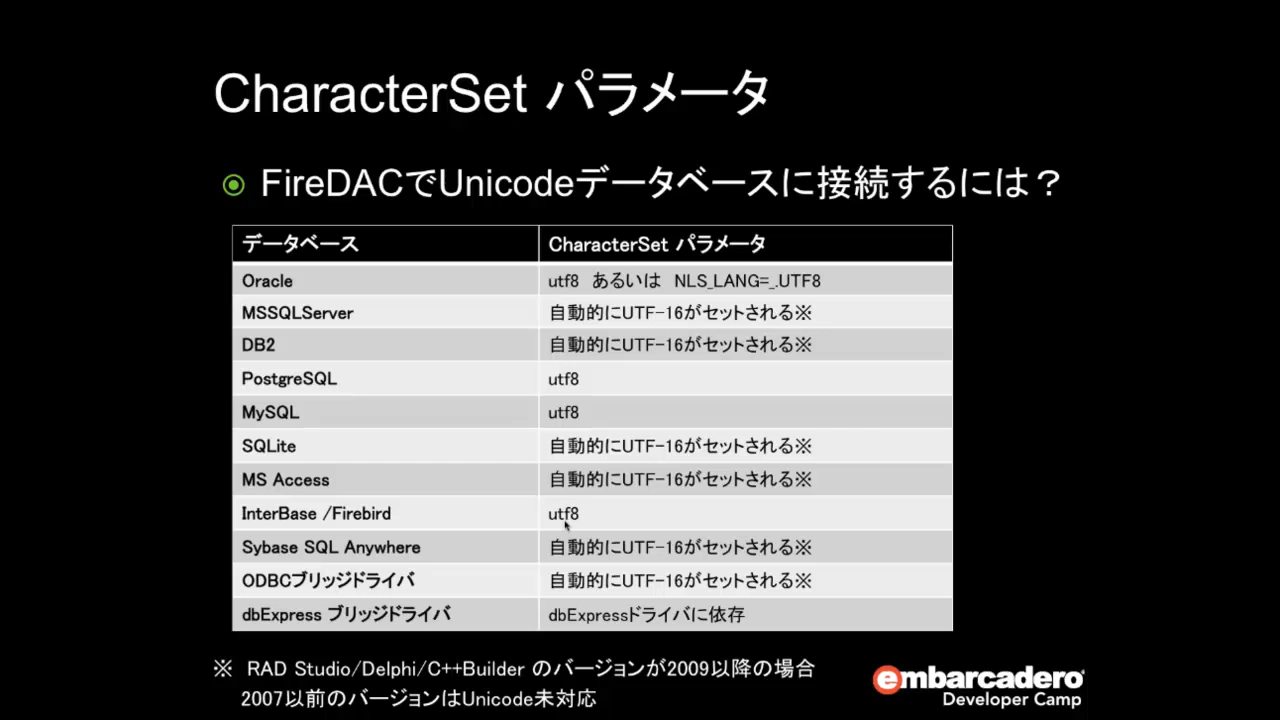 CharacterSet パラメータ
FireDACでUnicodeデータベースに接続するには？
データベース CharacterSet パラメータ
Oracle utf8 あるいは NLS_LANG=_.UTF8
MSSQLServer 自動的にUTF-16がセットされる※
DB2 自動的にUTF-16がセットされる※
PostgreSQL utf8
MySQL utf8
SQLite 自動的にUTF-16がセットされる※
MS Access 自動的にUTF-16がセットされる※
InterBase /Firebird utf8
Sybase SQL Anywhere 自動的にUTF-16がセットされる※
ODBCブリッジドライバ 自動的にUTF-16がセットされる※
dbExpress ブリッジドライバ dbExpressドライバに依存
※ RAD Studio/Delphi/C++Builder のバージョンが2009以降の場合
2007以前のバージョンはUnicode未対応
embarcadero
Developer Camp